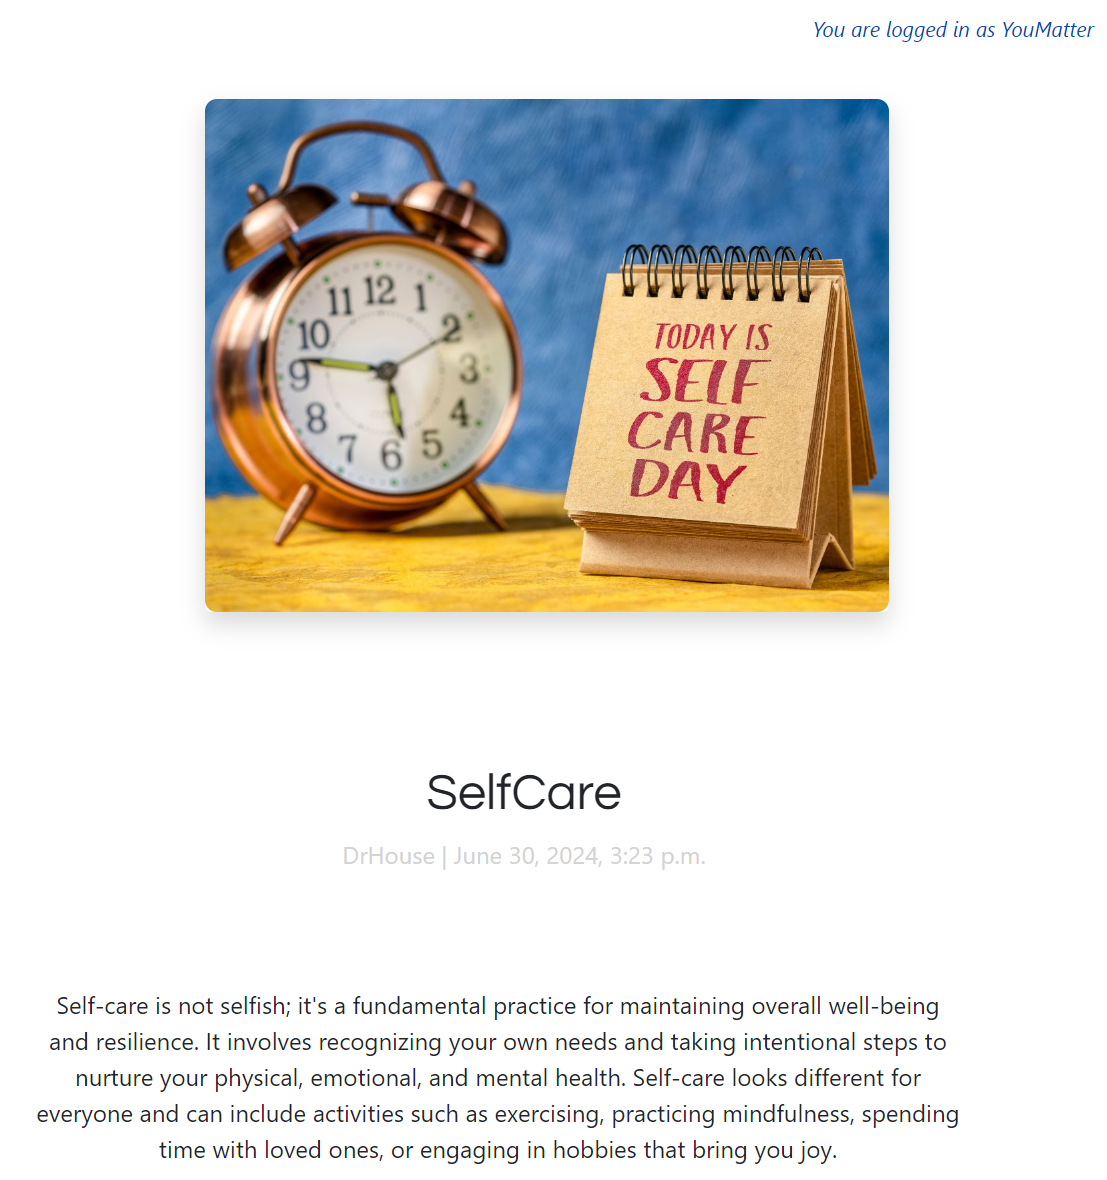 You are logged in as YouMatter
12
11
1
10
2
9
3
8
4
7
5
6
TODAY IS
SELF
CARE
DAY
SelfCare
DrHouse | June 30, 2024, 3:23 p.m.
Self-care is not selfish; it's a fundamental practice for maintaining overall well-being
and resilience. It involves recognizing your own needs and taking intentional steps to
nurture your physical, emotional, and mental health. Self-care looks different for
everyone and can include activities such as exercising, practicing mindfulness, spending
time with loved ones, or engaging in hobbies that bring you joy.